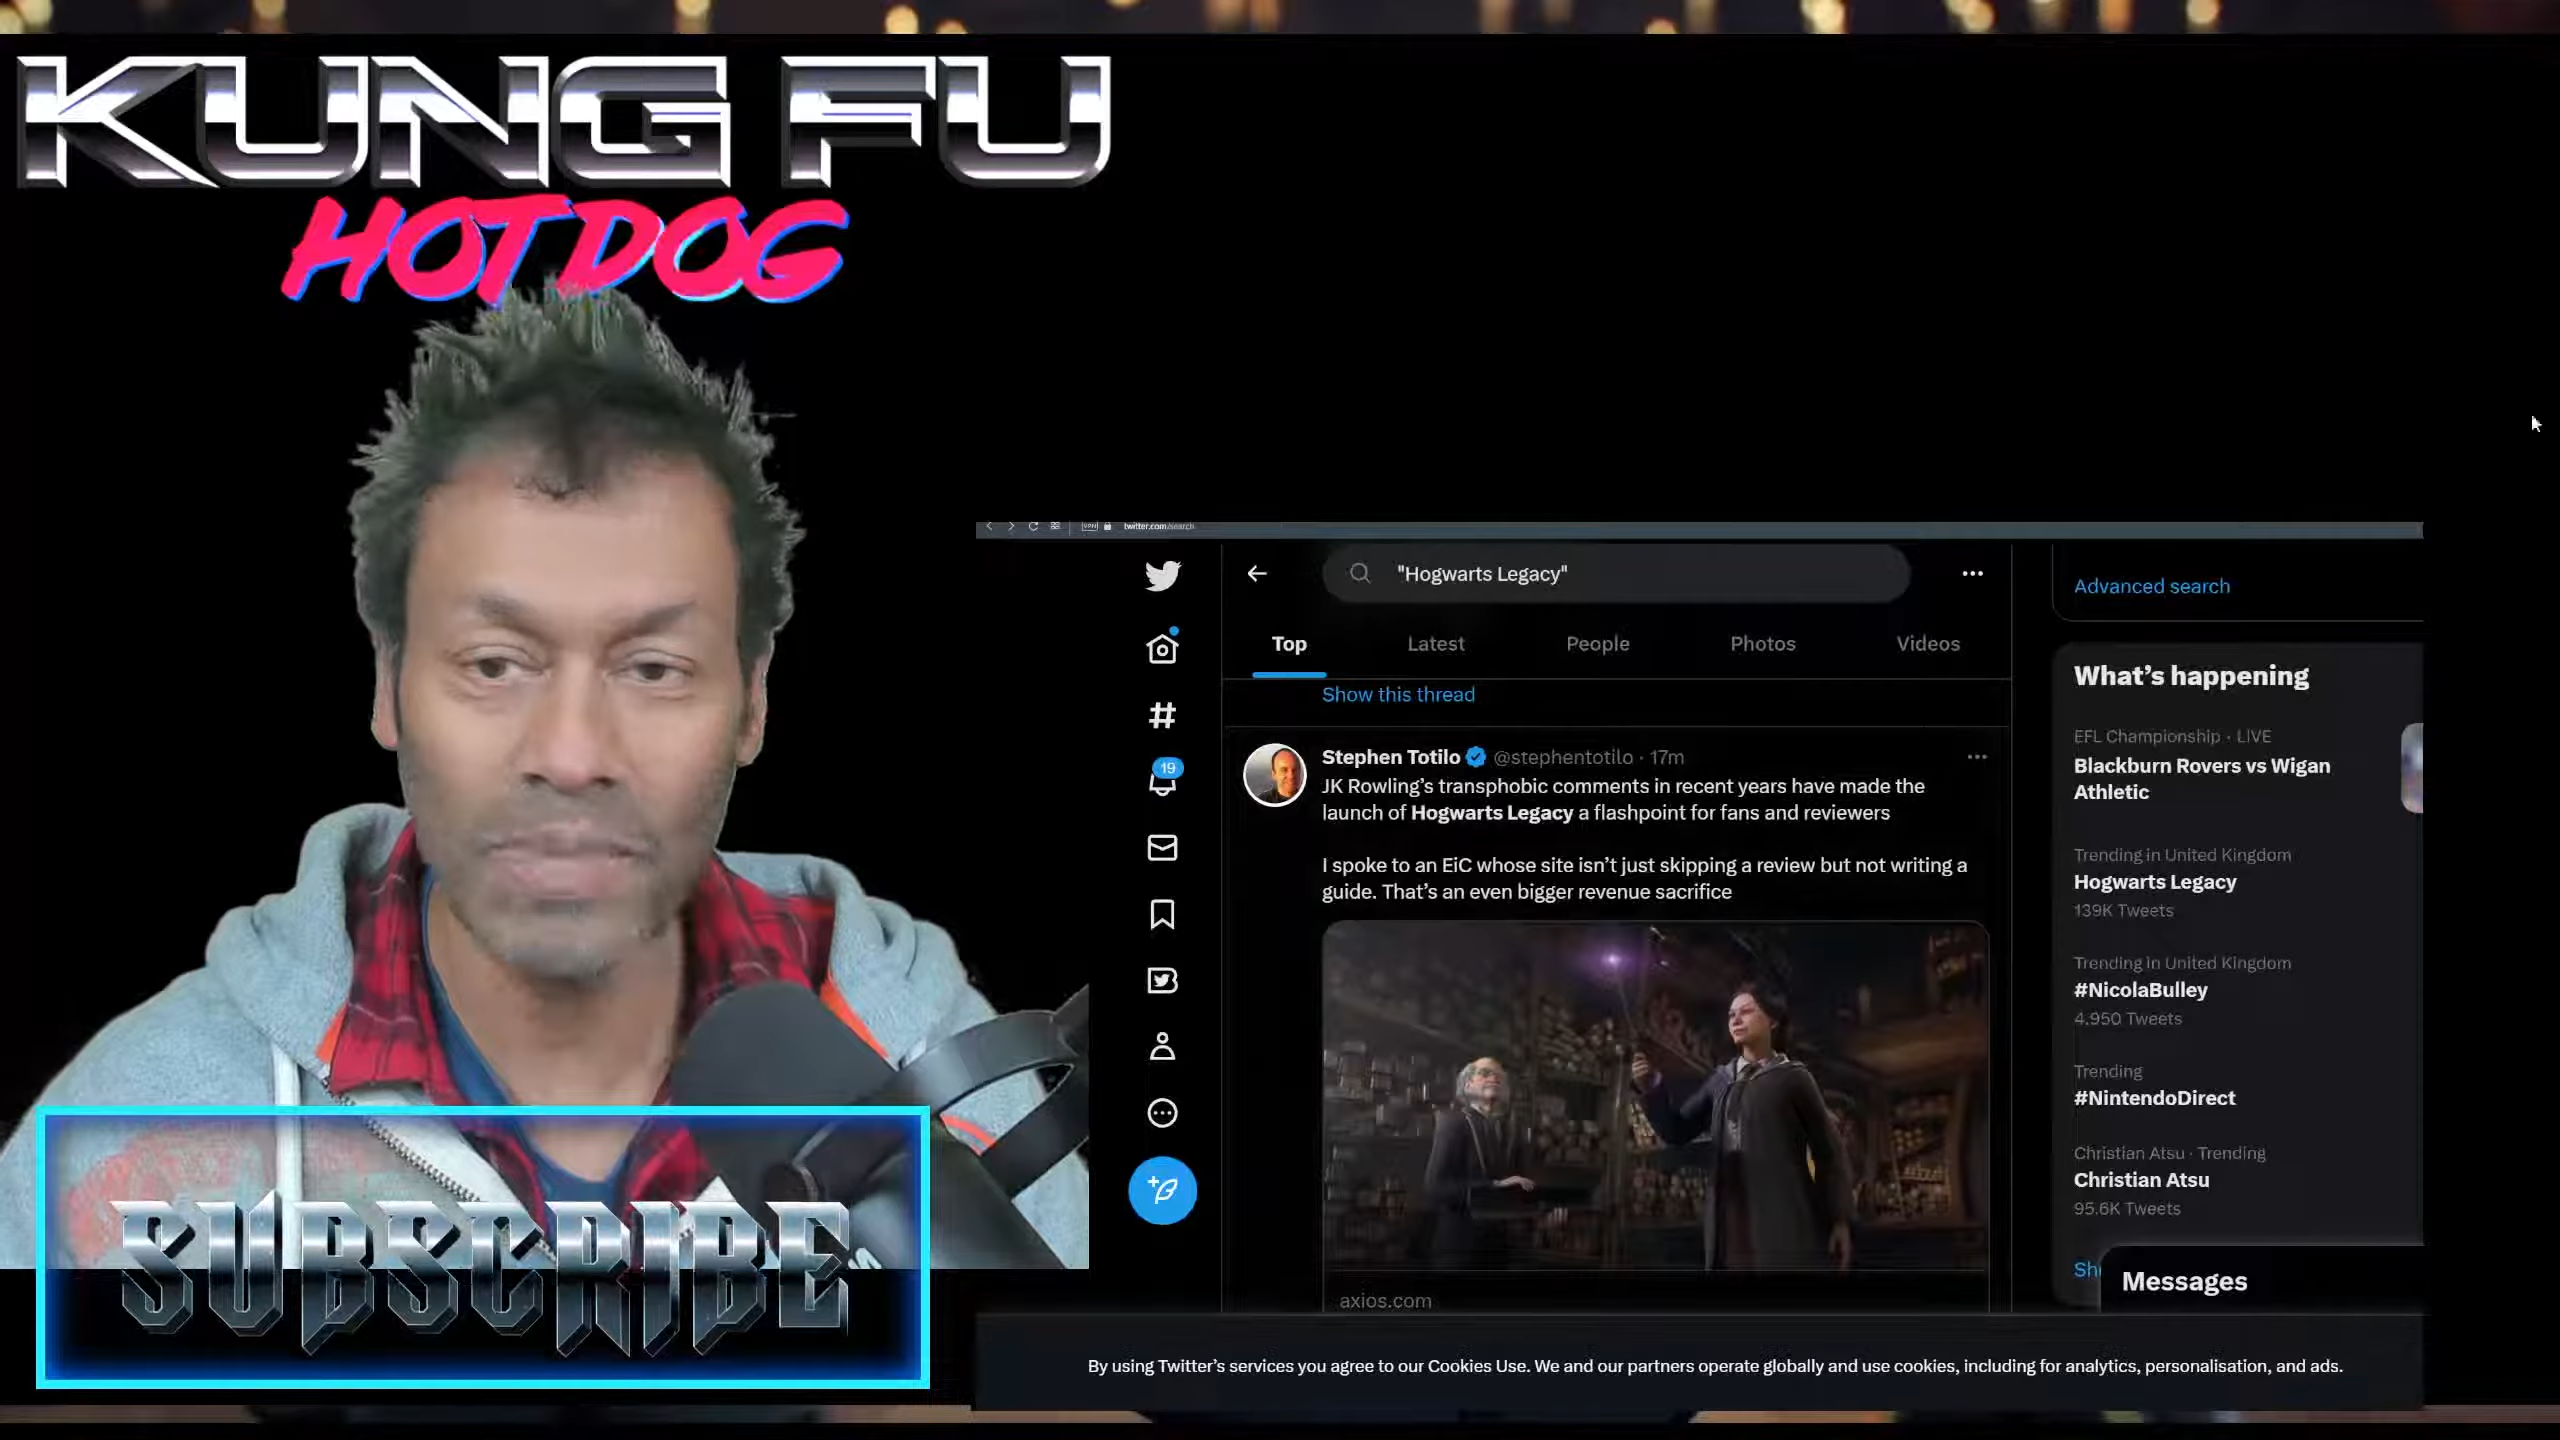 KUNG FU
HOTDOG
SUBSCRIBE
VPN
twitter.com/search
"Hogwarts Legacy"
Top
Latest
People
Photos
Videos
Show this thread
Stephen Totilo @stephentotilo · 17m
JK Rowling's transphobic comments in recent years have made the
launch of Hogwarts Legacy a flashpoint for fans and reviewers
I spoke to an EiC whose site isn't just skipping a review but not writing a
guide. That's an even bigger revenue sacrifice
axios.com
19
Advanced search
What's happening
EFL Championship · LIVE
Blackburn Rovers vs Wigan
Athletic
Trending in United Kingdom
Hogwarts Legacy
139K Tweets
Trending in United Kingdom
#NicolaBulley
4,950 Tweets
Trending
#NintendoDirect
Christian Atsu · Trending
Christian Atsu
95.6K Tweets
Messages
By using Twitter's services you agree to our Cookies Use. We and our partners operate globally and use cookies, including for analytics, personalisation, and ads.